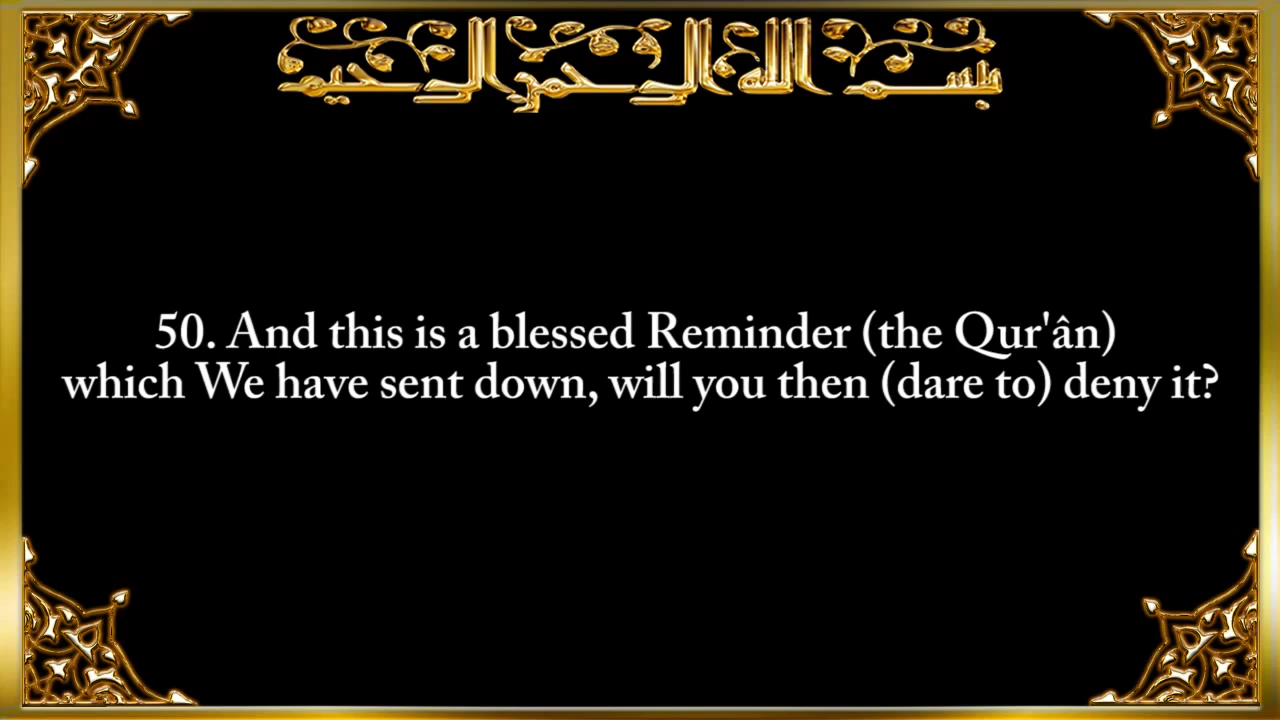 بسم الله الرحمن الرحيم
50. And this is a blessed Reminder (the Qur'ân)
which We have sent down, will you then (dare to) deny it?